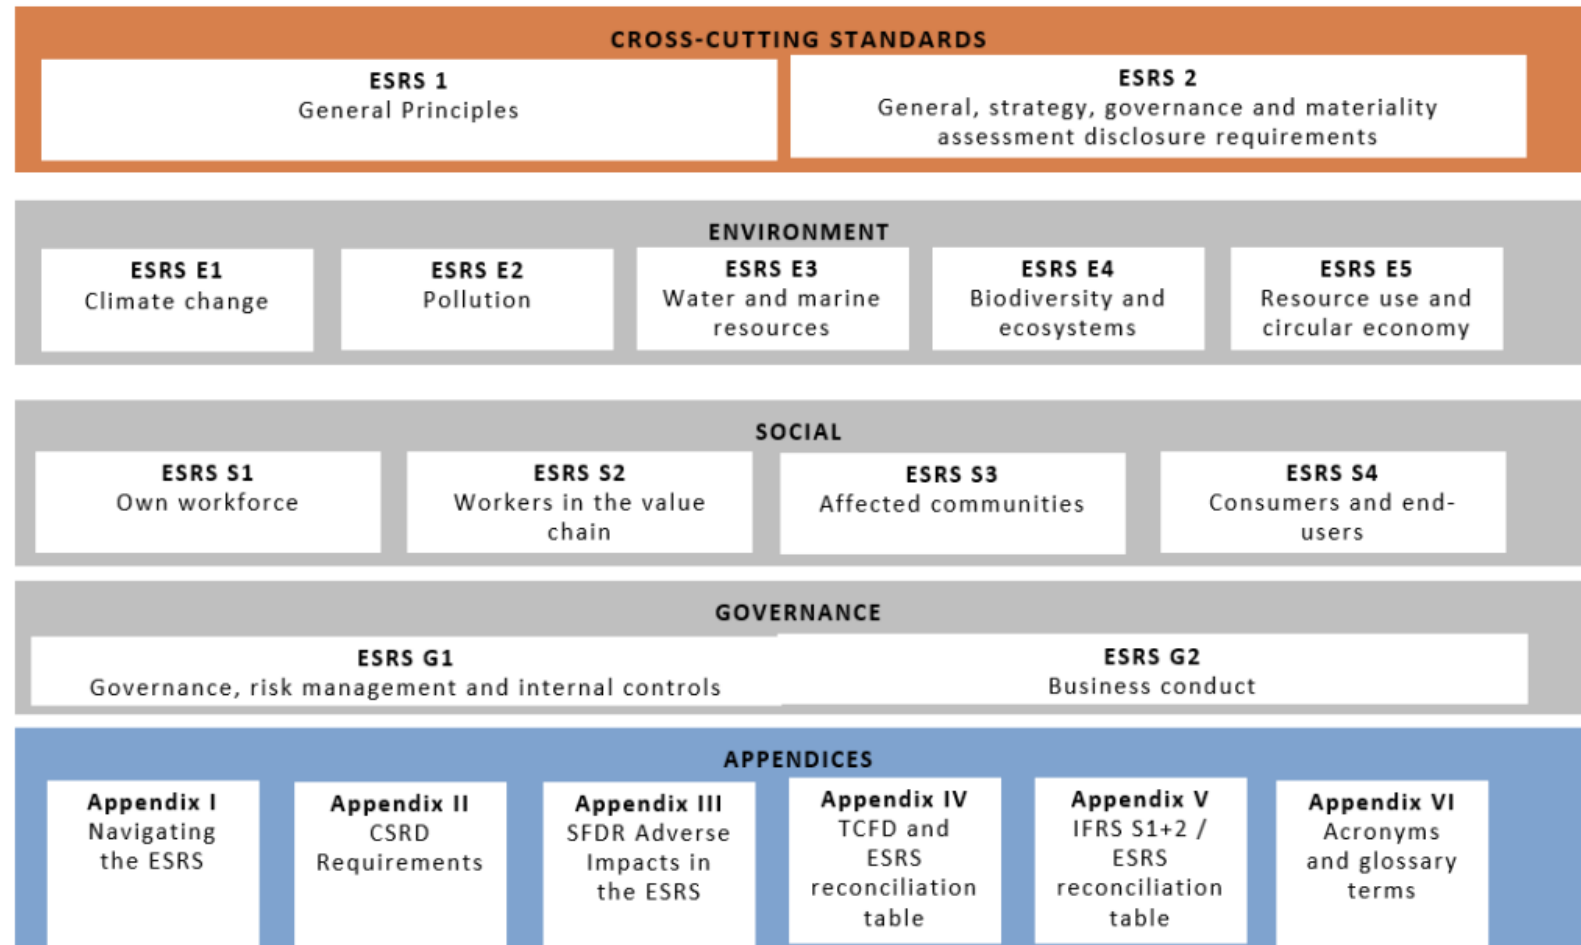 CROSS-CUTTING STANDARDS
ESRS 1
General Principles
ESRS 2
General, strategy, governance and materiality
assessment disclosure requirements
ENVIRONMENT
ESRS E1
Climate change
ESRS E2
Pollution
ESRS E3
Water and marine
resources
ESRS E4
Biodiversity and
ecosystems
ESRS E5
Resource use and
circular economy
SOCIAL
ESRS S1
Own workforce
ESRS S2
Workers in the value
chain
ESRS S3
Affected communities
ESRS S4
Consumers and end-
users
GOVERNANCE
ESRS G1
Governance, risk management and internal controls
ESRS G2
Business conduct
APPENDICES
Appendix I
Navigating
the ESRS
Appendix II
CSRD
Requirements
Appendix III
SFDR Adverse
Impacts in
the ESRS
Appendix IV
TCFD and
ESRS
reconciliation
table
Appendix V
IFRS S1+2 /
ESRS
reconciliation
table
Appendix VI
Acronyms
and glossary
terms